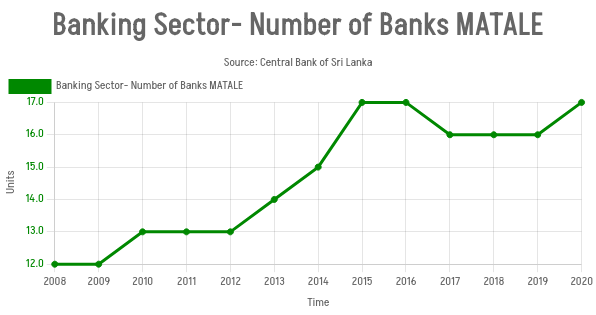 Banking Sector- Number of Banks MATALE
Source: Central Bank of Sri Lanka
Banking Sector- Number of Banks MATALE
17.0
16.0
15.0
14.0
13.0
12.0
Units
2008 2009 2010 2011 2012 2013 2014 2015 2016 2017 2018 2019 2020
Time